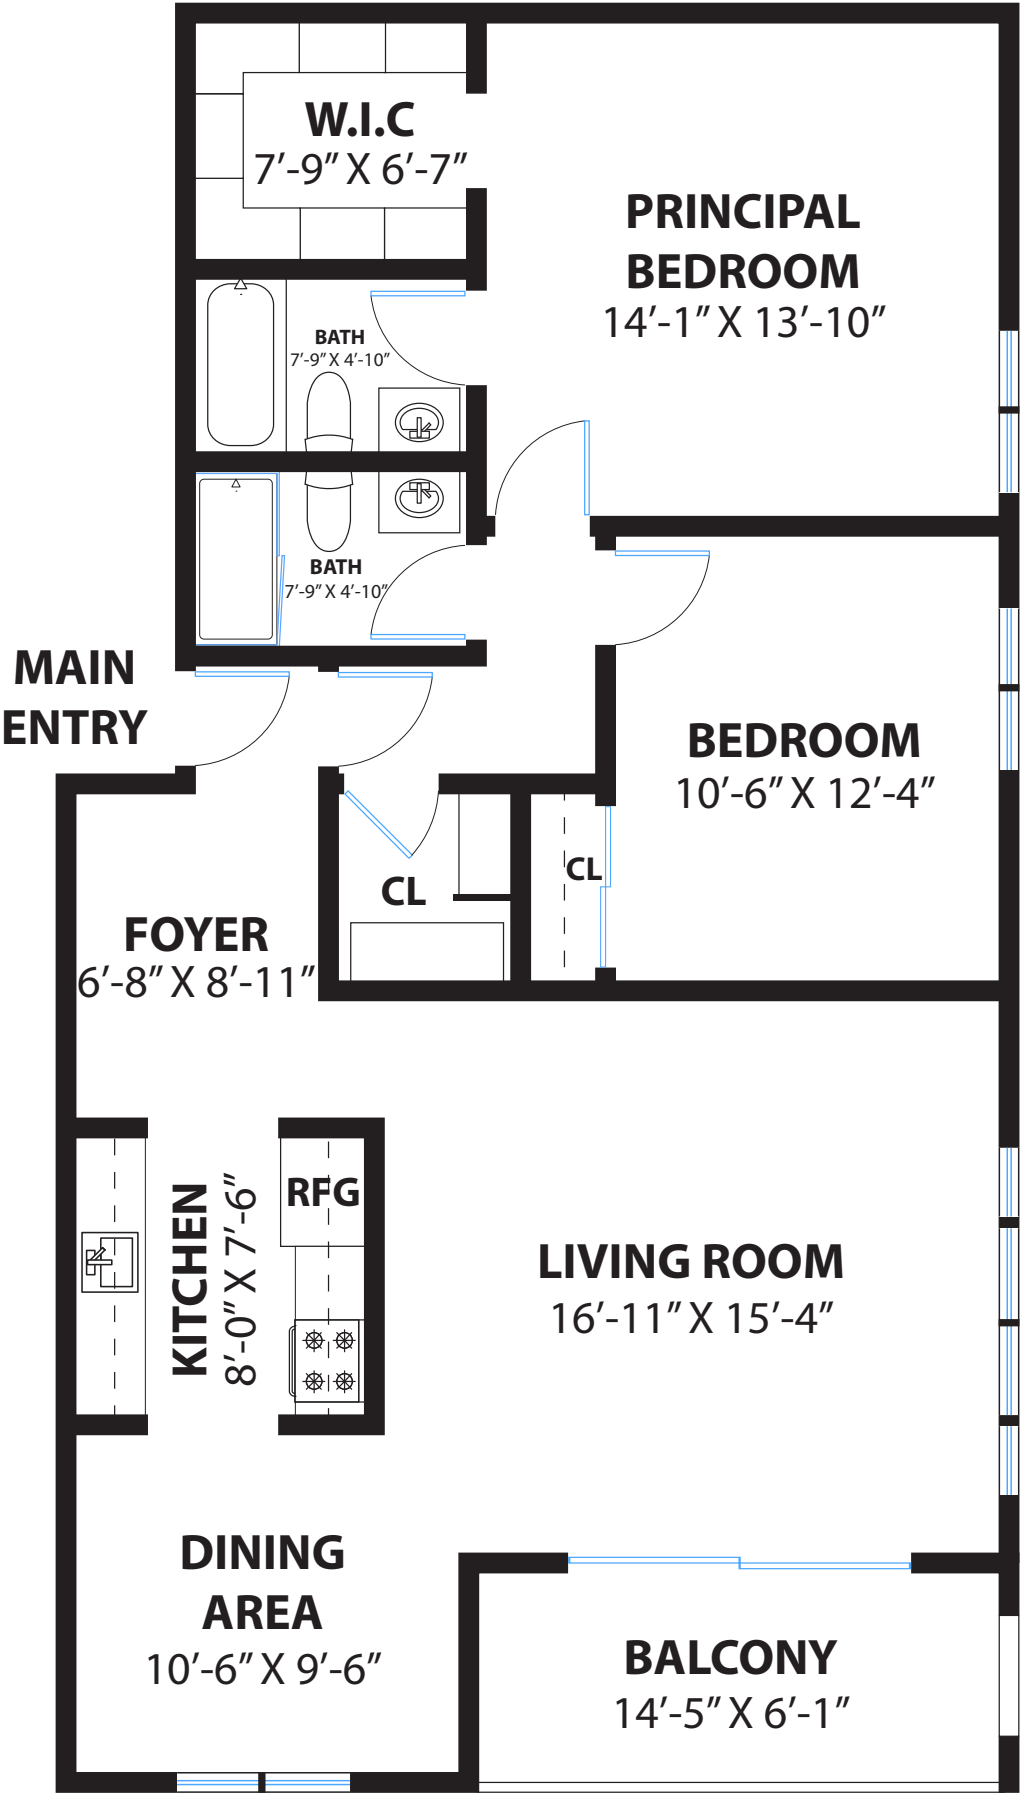 W.I.C
7’-9” X 6’-7”
PRINCIPAL
BEDROOM
14’-1” X 13’-10”
BATH
7’-9” X 4’-10”
BATH
7’-9” X 4’-10”
MAIN
ENTRY
BEDROOM
10’-6” X 12’-4”
CL
CL
FOYER
6’-8” X 8’-11”
KITCHEN
8’-0” X 7’-6”
RFG
LIVING ROOM
16’-11” X 15’-4”
DINING
AREA
10’-6” X 9’-6”
BALCONY
14’-5” X 6’-1”